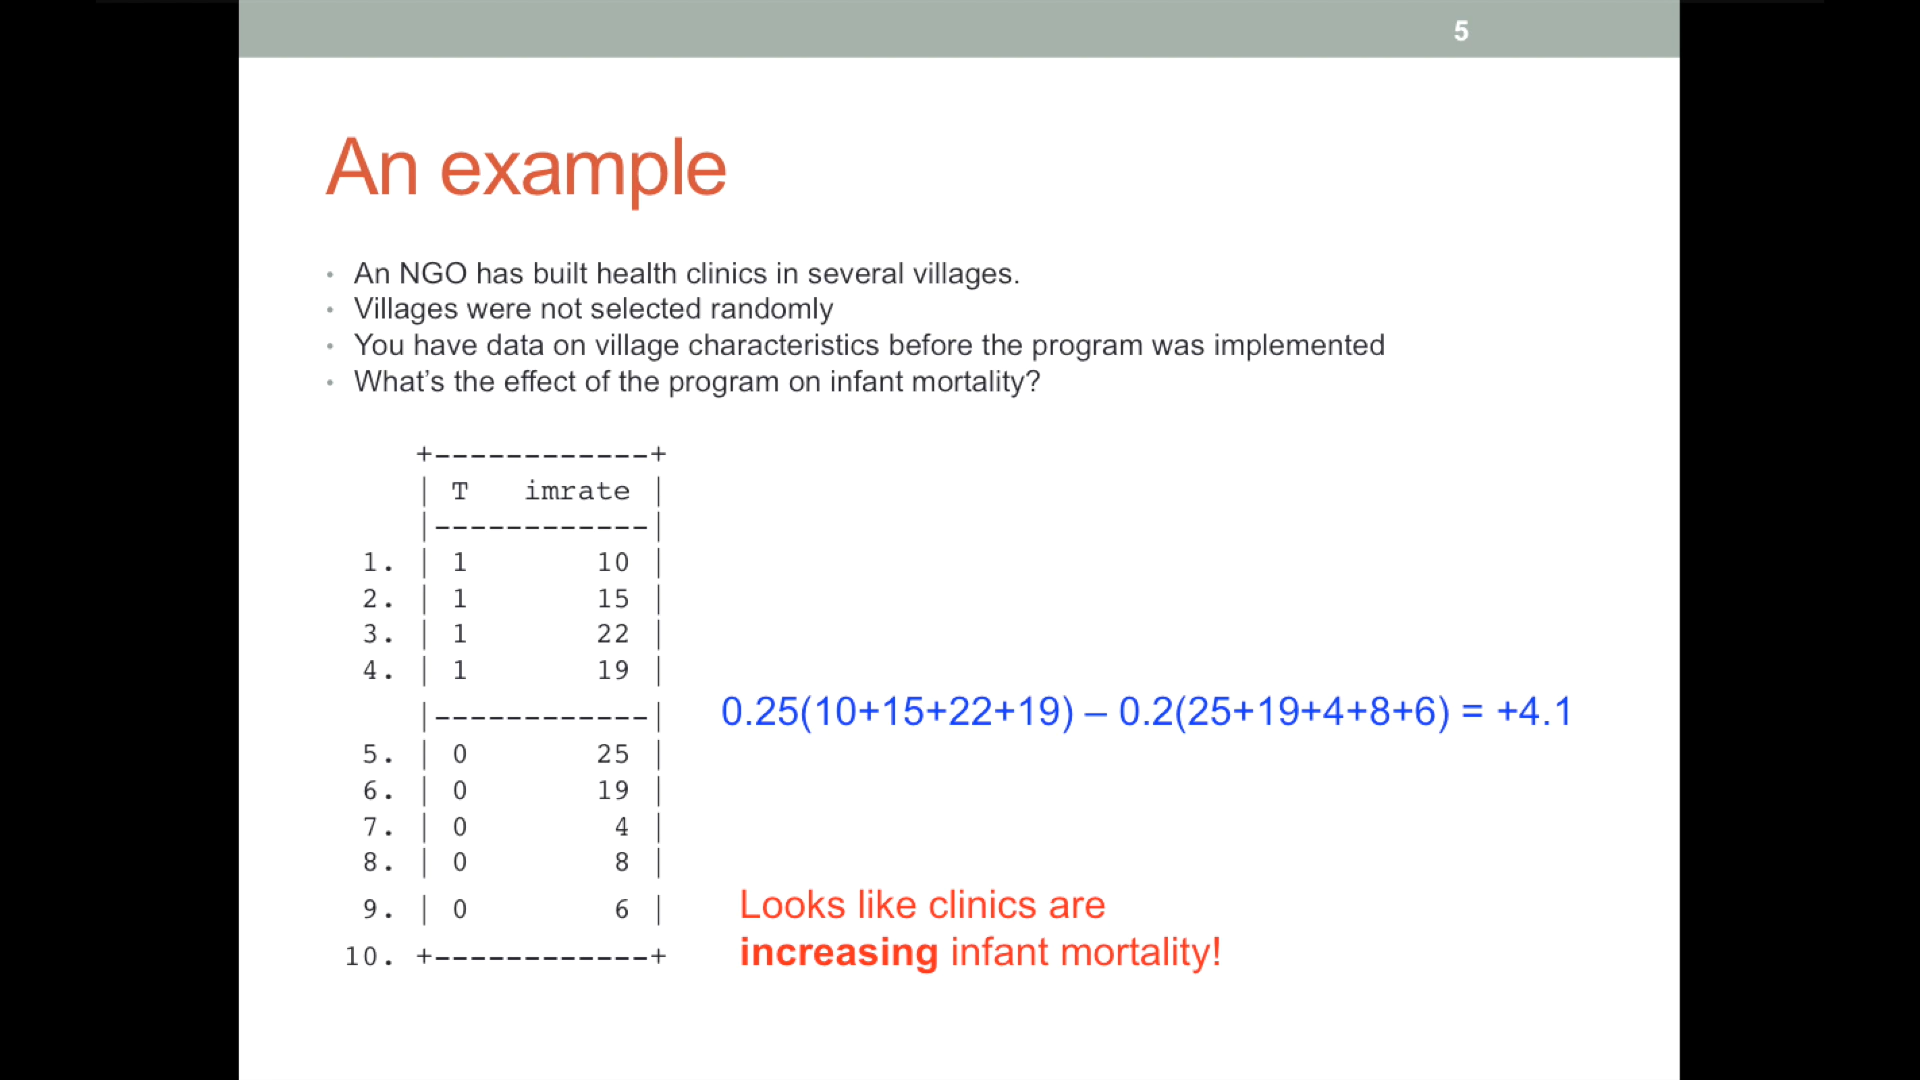 5
An example
• An NGO has built health clinics in several villages.
• Villages were not selected randomly
• You have data on village characteristics before the program was implemented
• What’s the effect of the program on infant mortality?
+------------+
| T   imrate |
|------------|
1. | 1       10 |
2. | 1       15 |
3. | 1       22 |
4. | 1       19 |
|------------|
0.25(10+15+22+19) – 0.2(25+19+4+8+6) = +4.1
5. | 0       25 |
6. | 0       19 |
7. | 0        4 |
8. | 0        8 |
9. | 0        6 |
10. +------------+
Looks like clinics are
increasing infant mortality!